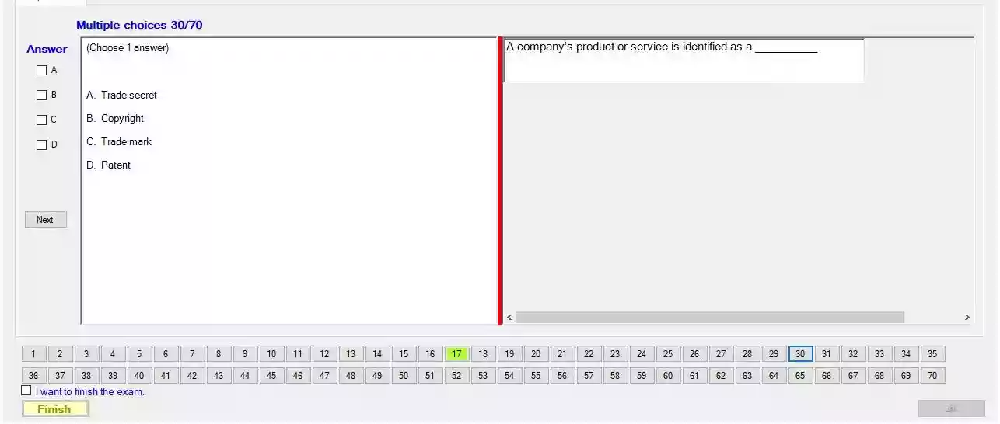 Multiple choices 30/70
Answer
A
B
C
D
Next
(Choose 1 answer)
A. Trade secret
B. Copyright
C. Trade mark
D. Patent
A company's product or service is identified as a __________.
1 2 3 4 5 6 7 8 9 10 11 12 13 14 15 16 17 18 19 20 21 22 23 24 25 26 27 28 29 30 31 32 33 34 35
36 37 38 39 40 41 42 43 44 45 46 47 48 49 50 51 52 53 54 55 56 57 58 59 60 61 62 63 64 65 66 67 68 69 70
I want to finish the exam.
Finish
Exit